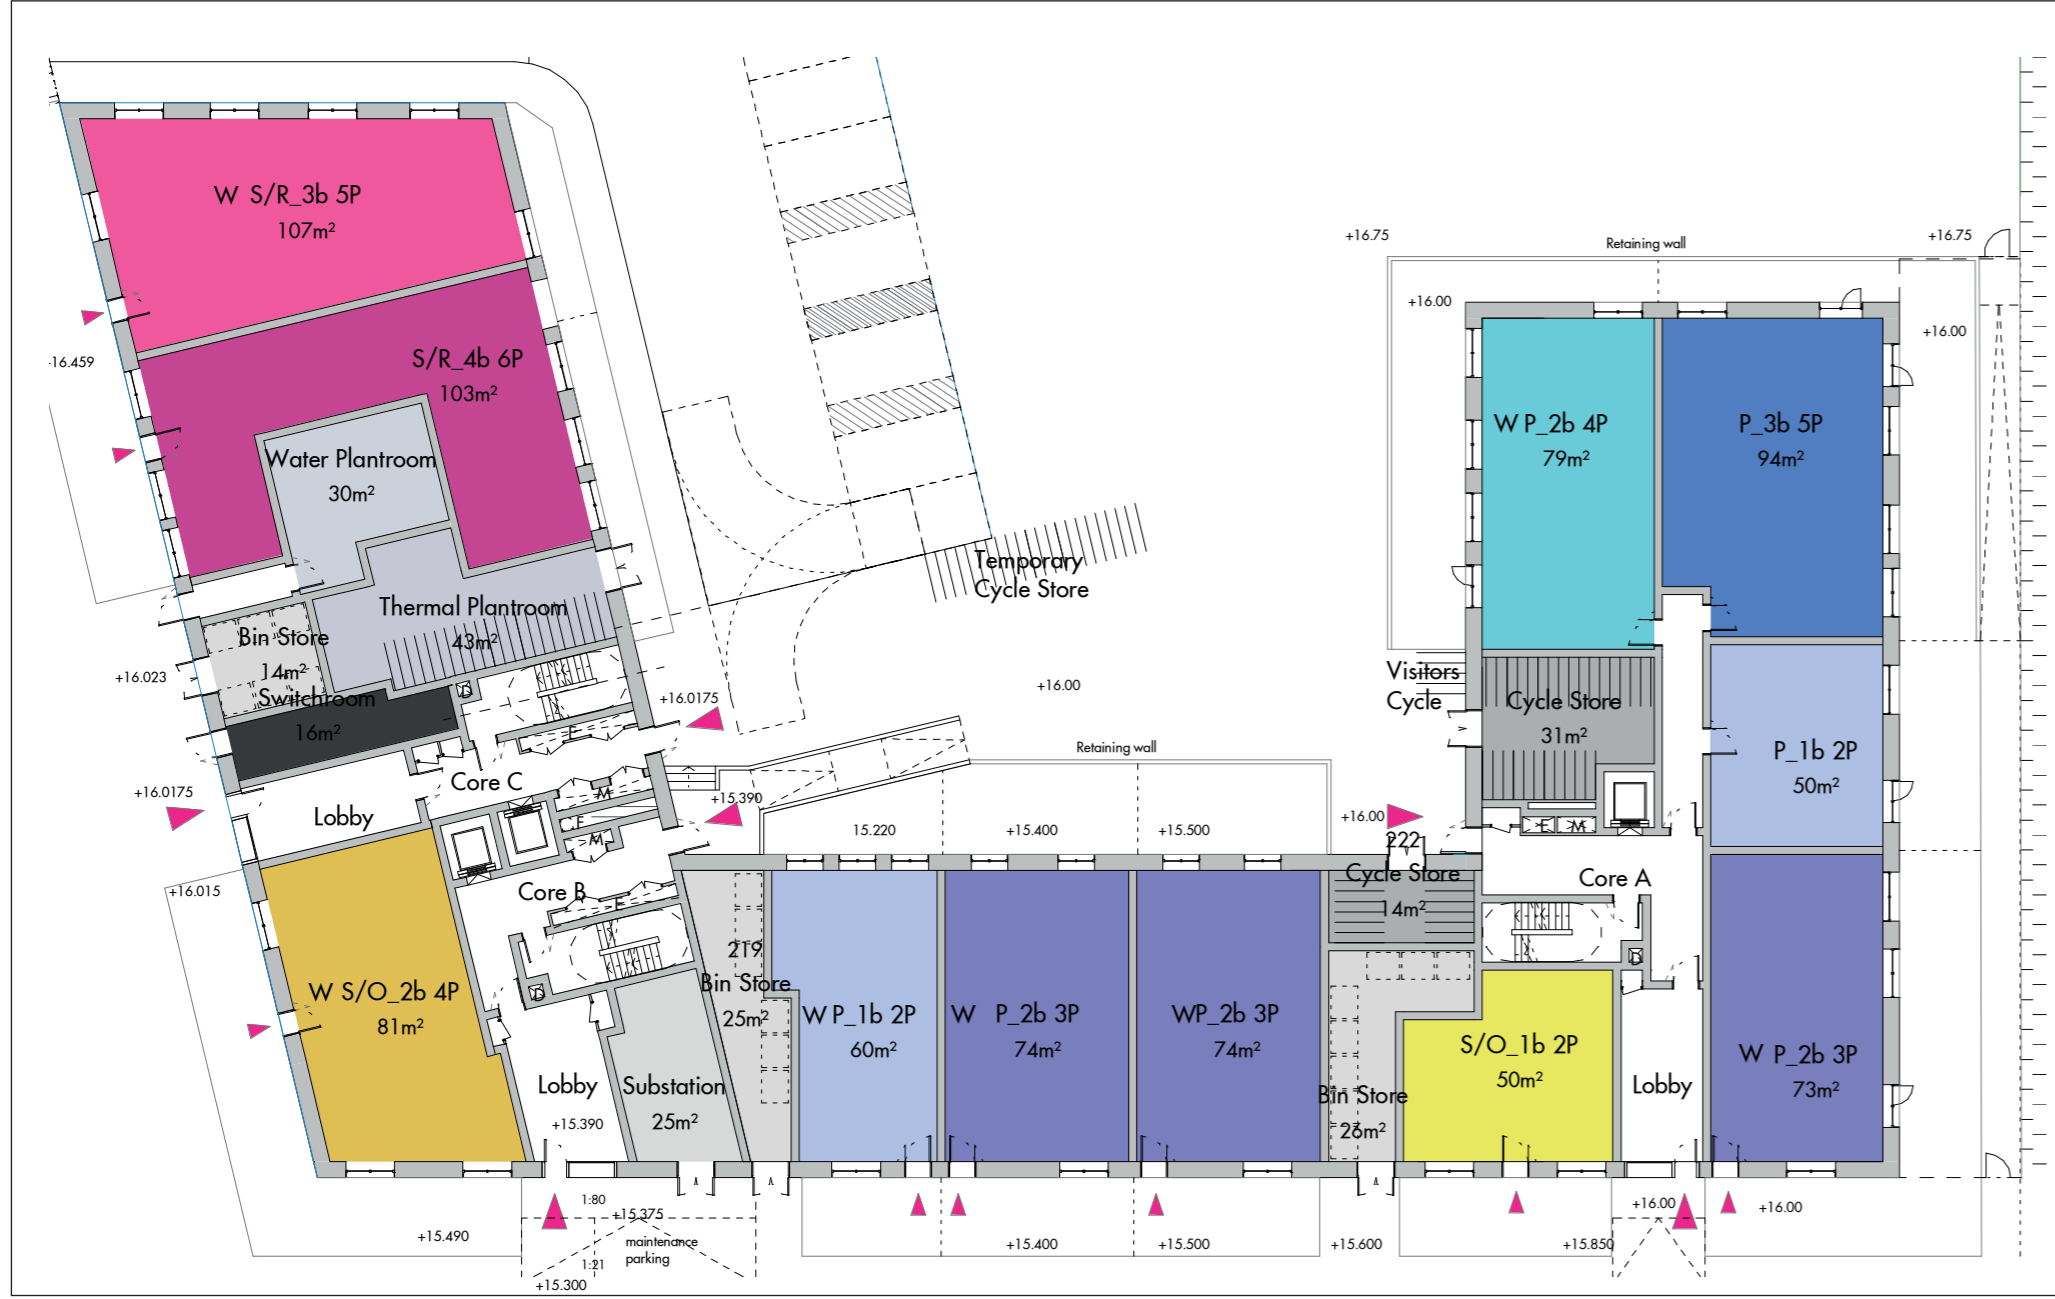 W S/R_3b 5P
107m²
-16.459
S/R_4b 6P
103m²
Water Plantroom
30m²
Thermal Plantroom
43m²
Bin Store
14m²
Switchroom
16m²
+16.023
D
F
+16.0175
+16.0175
Core C
Lobby
M
F
M
+15.390
+16.015
Core B
F
D
W S/O_2b 4P
81m²
Lobby
+15.390
Substation
25m²
219
Bin Store
25m²
Temporary
Cycle Store
+16.00
Retaining wall
15.220
+15.400
+15.500
W P_1b 2P
60m²
W P_2b 3P
74m²
WP_2b 3P
74m²
+16.75
Retaining wall
+16.75
+16.00
+16.00
W P_2b 4P
79m²
P_3b 5P
94m²
Visitors
Cycle
Cycle Store
31m²
P_1b 2P
50m²
+16.00
F
M
222
Cycle Store
14m²
Core A
D
Bin Store
26m²
S/O_1b 2P
50m²
Lobby
W P_2b 3P
73m²
1:80
+15.375
+15.490
maintenance
parking
1:21
+15.300
+15.400
+15.500
+15.600
+15.850
+16.00
+16.00